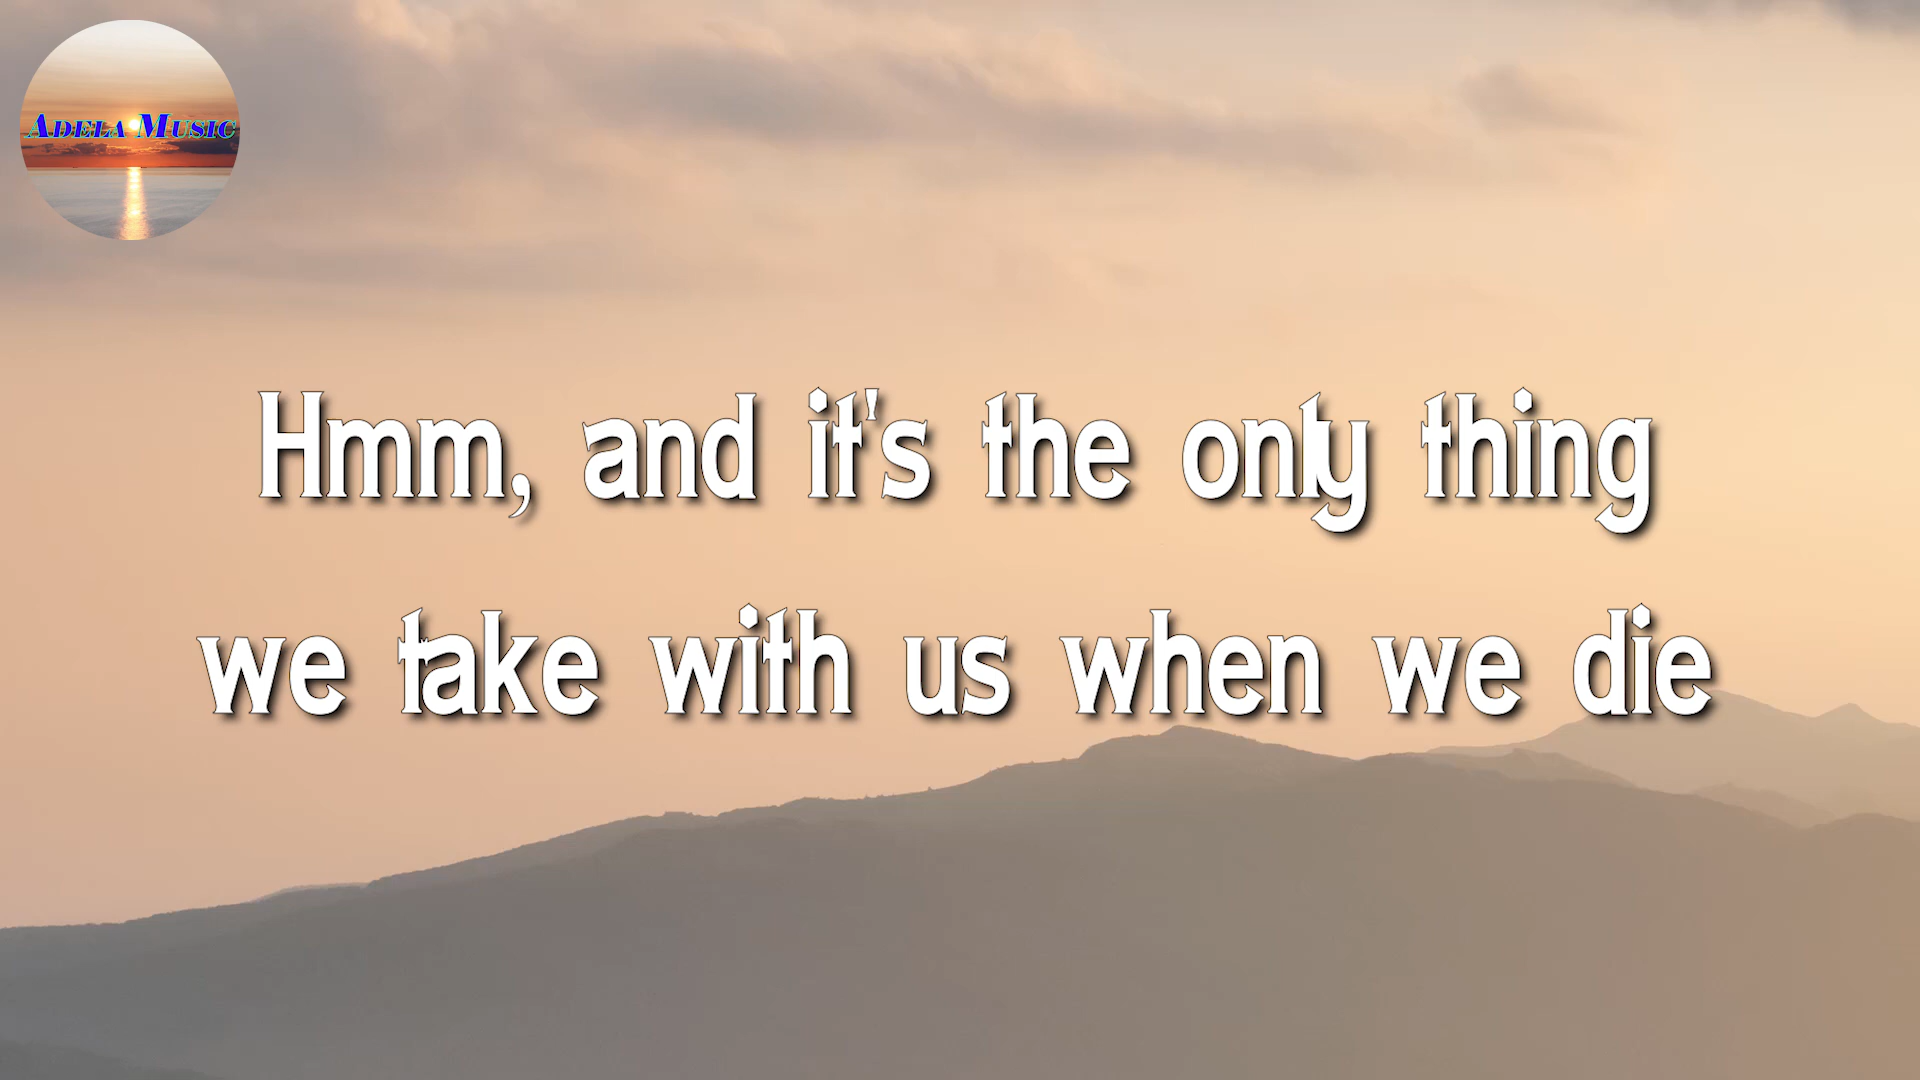 Adela Music
Hmm, and it's the only thing
we take with us when we die